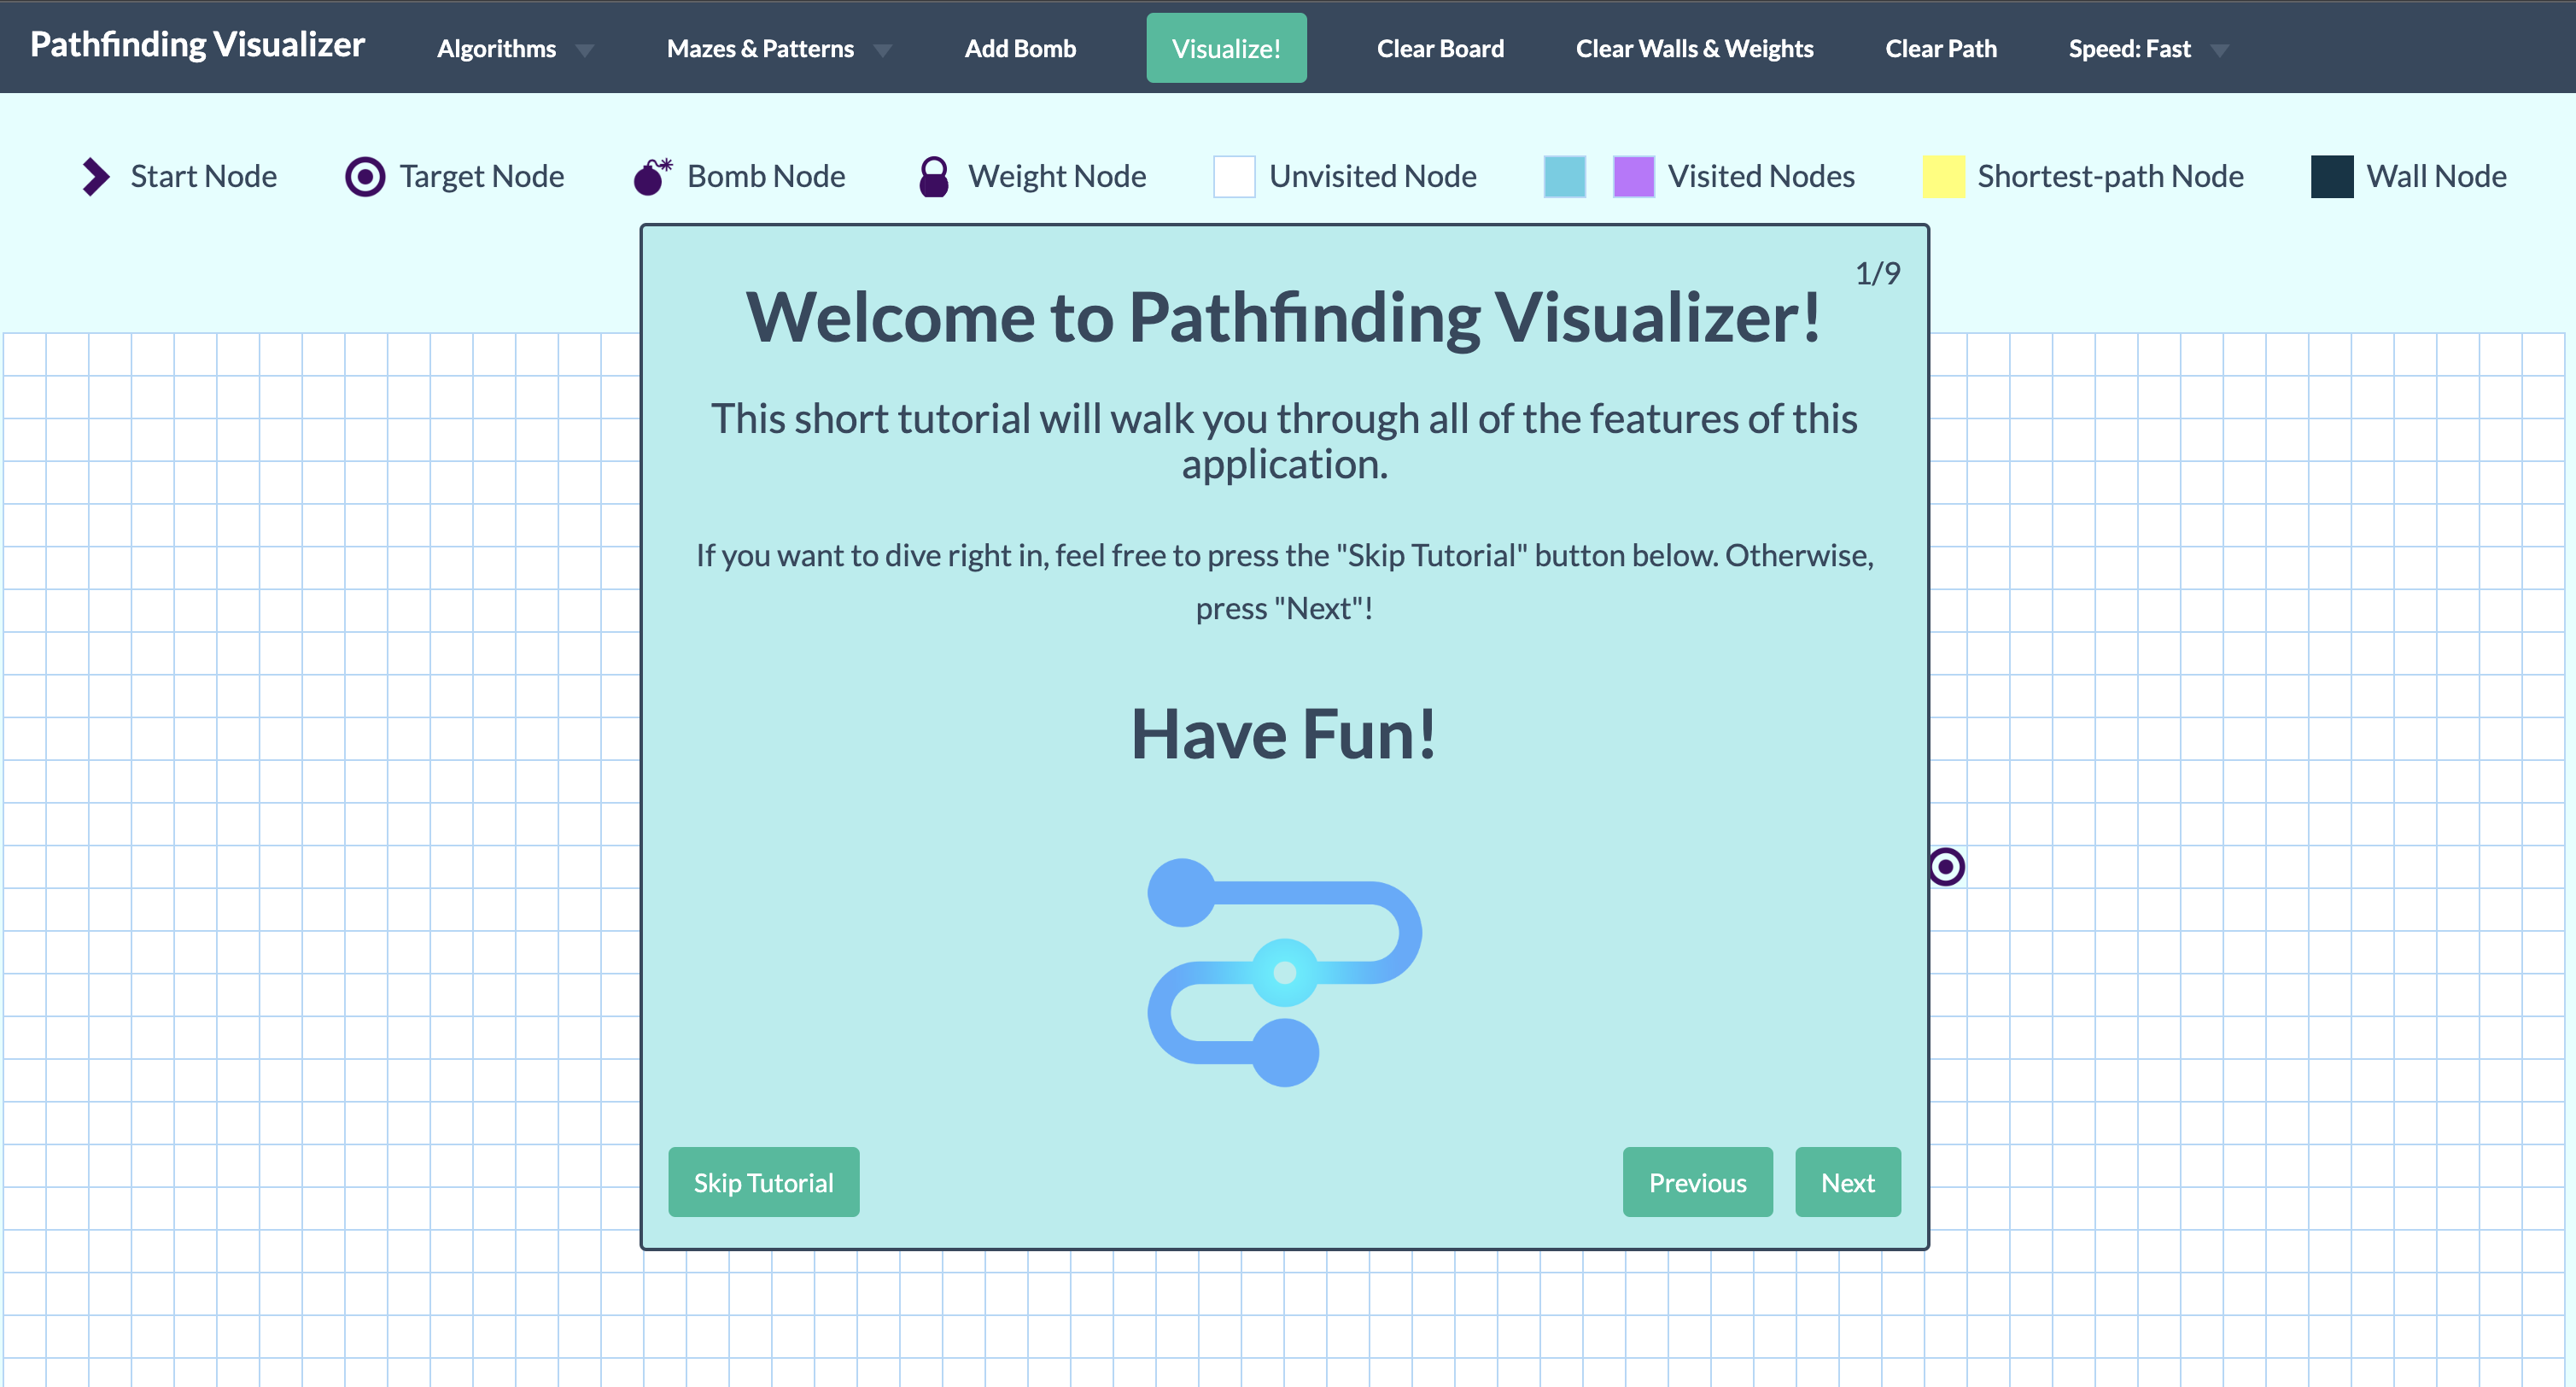 Pathfinding Visualizer Algorithms Mazes & Patterns Add Bomb Visualize! Clear Board Clear Walls & Weights Clear Path Speed: Fast
Start Node Target Node Bomb Node Weight Node Unvisited Node Visited Nodes Shortest-path Node Wall Node
1/9
Welcome to Pathfinding Visualizer!
This short tutorial will walk you through all of the features of this
application.
If you want to dive right in, feel free to press the "Skip Tutorial" button below. Otherwise,
press "Next"!
Have Fun!
Skip Tutorial Previous Next